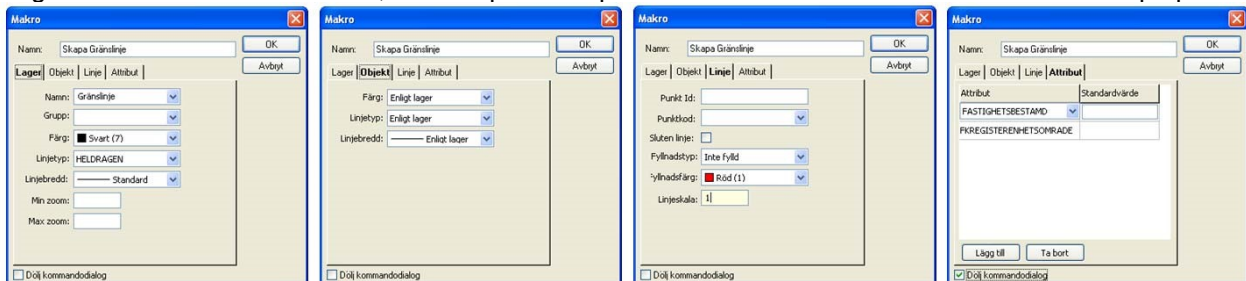 Makro
Namn: Skapa Gränslinje OK
Lager Objekt Linje Attribut Avbryt
Namn: Gränslinje
Grupp:
Färg: Svart (7)
Linjetyp: HELDRAGEN
Linjebredd: Standard
Min zoom:
Max zoom:
Dölj kommandodialog
Makro
Namn: Skapa Gränslinje OK
Lager Objekt Linje Attribut Avbryt
Färg: Enligt lager
Linjetyp: Enligt lager
Linjebredd: Enligt lager
Dölj kommandodialog
Makro
Namn: Skapa Gränslinje OK
Lager Objekt Linje Attribut Avbryt
Punkt Id:
Punktkod:
Sluten linje:
Fyllnadstyp: Inte fylld
yllnadsfärg: Röd (1)
Linjeskala: 1
Dölj kommandodialog
Makro
Namn: Skapa Gränslinje OK
Lager Objekt Linje Attribut Avbryt
Attribut Standardvärde
FASTIGHETSBESTAMD
FKREGISTERENHETSOMRADE
Lägg till Ta bort
Dölj kommandodialog